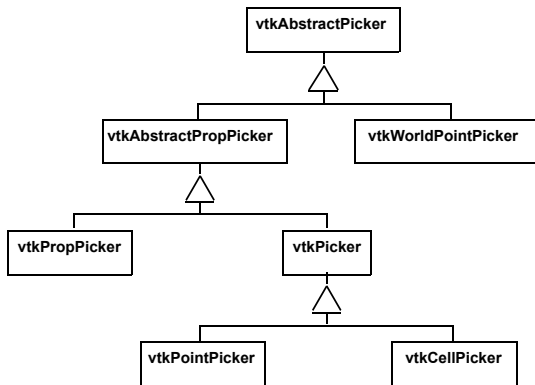 vtkAbstractPicker
vtkAbstractPropPicker
vtkWorldPointPicker
vtkPropPicker
vtkPicker
vtkPointPicker
vtkCellPicker